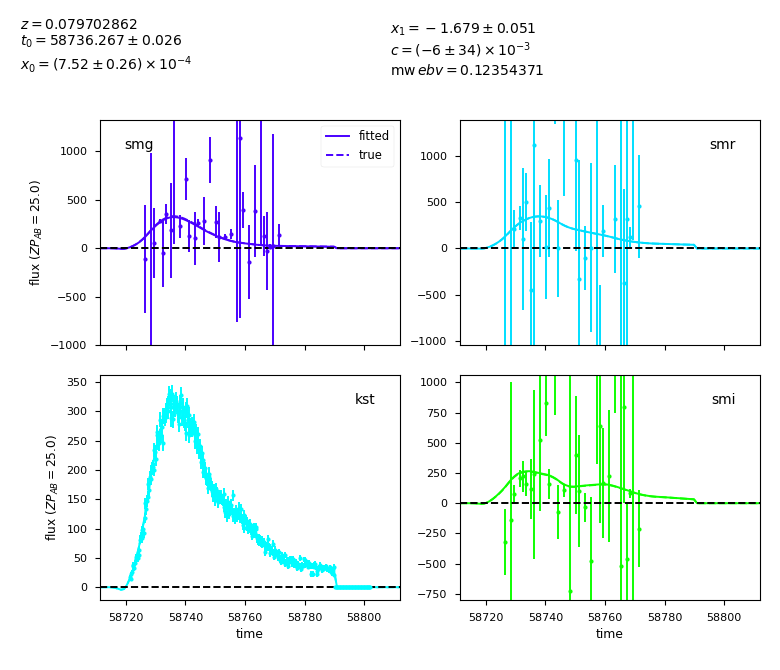 z = 0.079702862
t₀ = 58736.267 ± 0.026
x₀ = (7.52 ± 0.26) × 10⁻⁴
x₁ = −1.679 ± 0.051
c = (−6 ± 34) × 10⁻³
mw ebv = 0.12354371
smg
fitted
true
flux (ZP_AB = 25.0)
1000
500
0
−500
−1000
smr
1000
500
0
−500
−1000
kst
flux (ZP_AB = 25.0)
350
300
250
200
150
100
50
0
58720 58740 58760 58780 58800
time
smi
1000
750
500
250
0
−250
−500
−750
58720 58740 58760 58780 58800
time